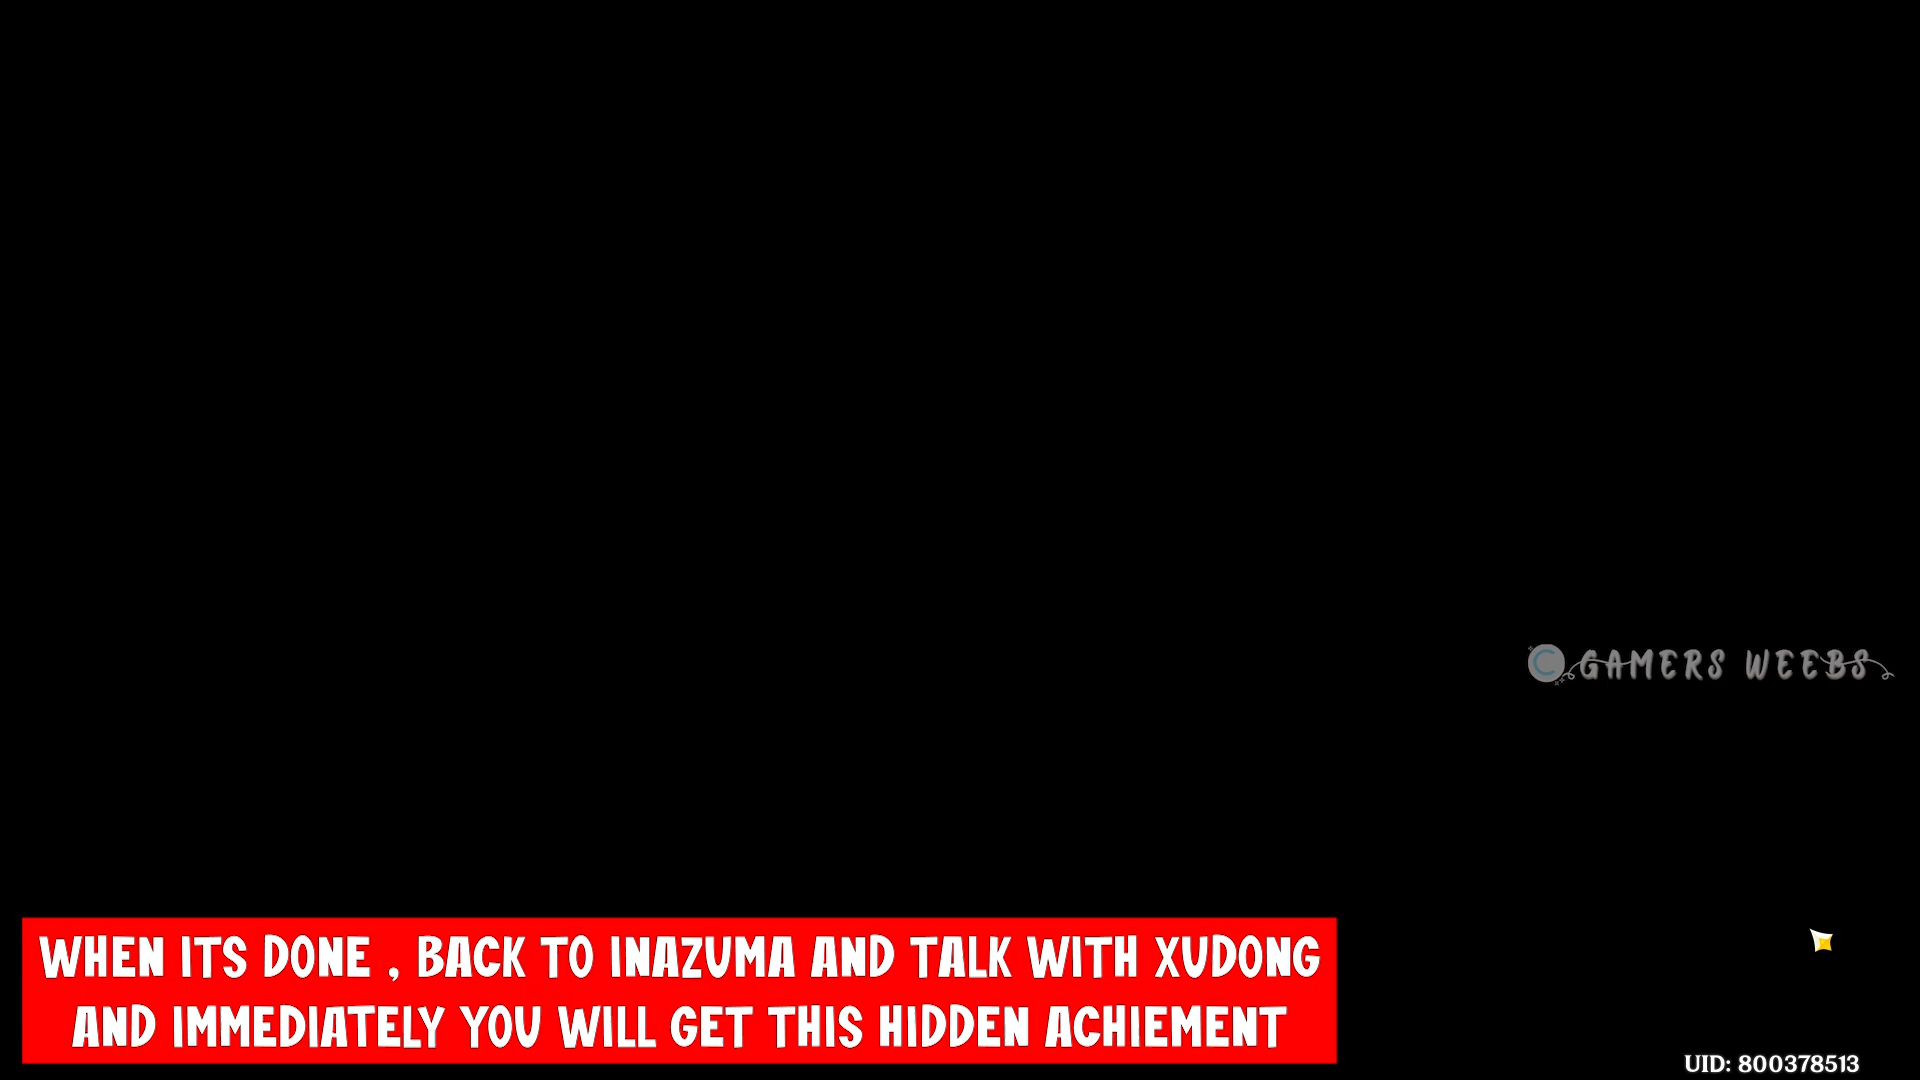 GAMERS WEEBS
WHEN ITS DONE , BACK TO INAZUMA AND TALK WITH XUDONG
AND IMMEDIATELY YOU WILL GET THIS HIDDEN ACHIEMENT
UID: 800378513